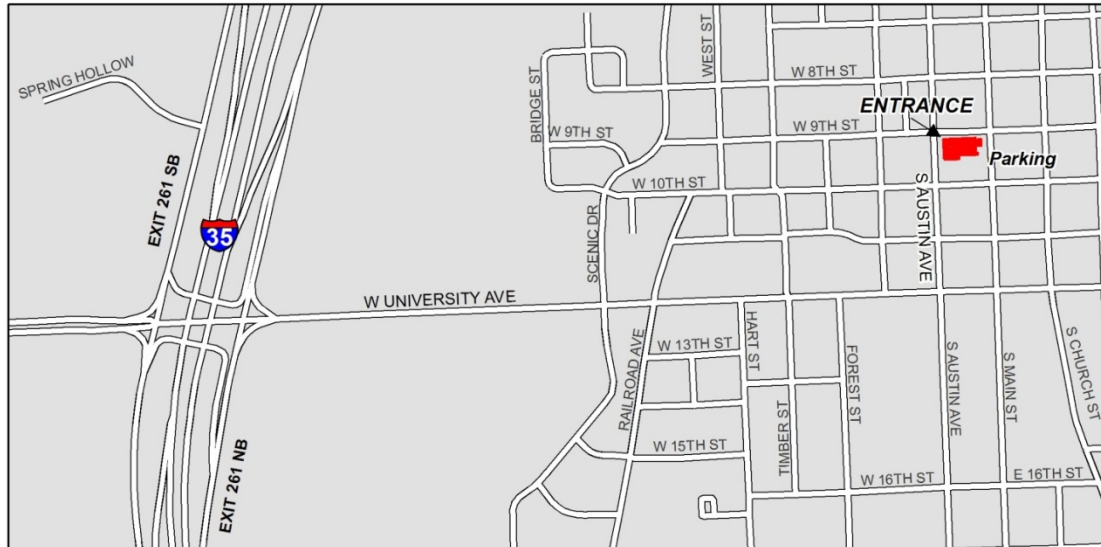 SPRING HOLLOW
EXIT 261 SB
35
EXIT 261 NB
W UNIVERSITY AVE
BRIDGE ST
W 9TH ST
SCENIC DR
W 10TH ST
WEST ST
W 8TH ST
ENTRANCE
W 9TH ST
Parking
S AUSTIN AVE
RAILROAD AVE
W 13TH ST
HART ST
W 15TH ST
TIMBER ST
FOREST ST
S AUSTIN AVE
S MAIN ST
S CHURCH ST
W 16TH ST
E 16TH ST